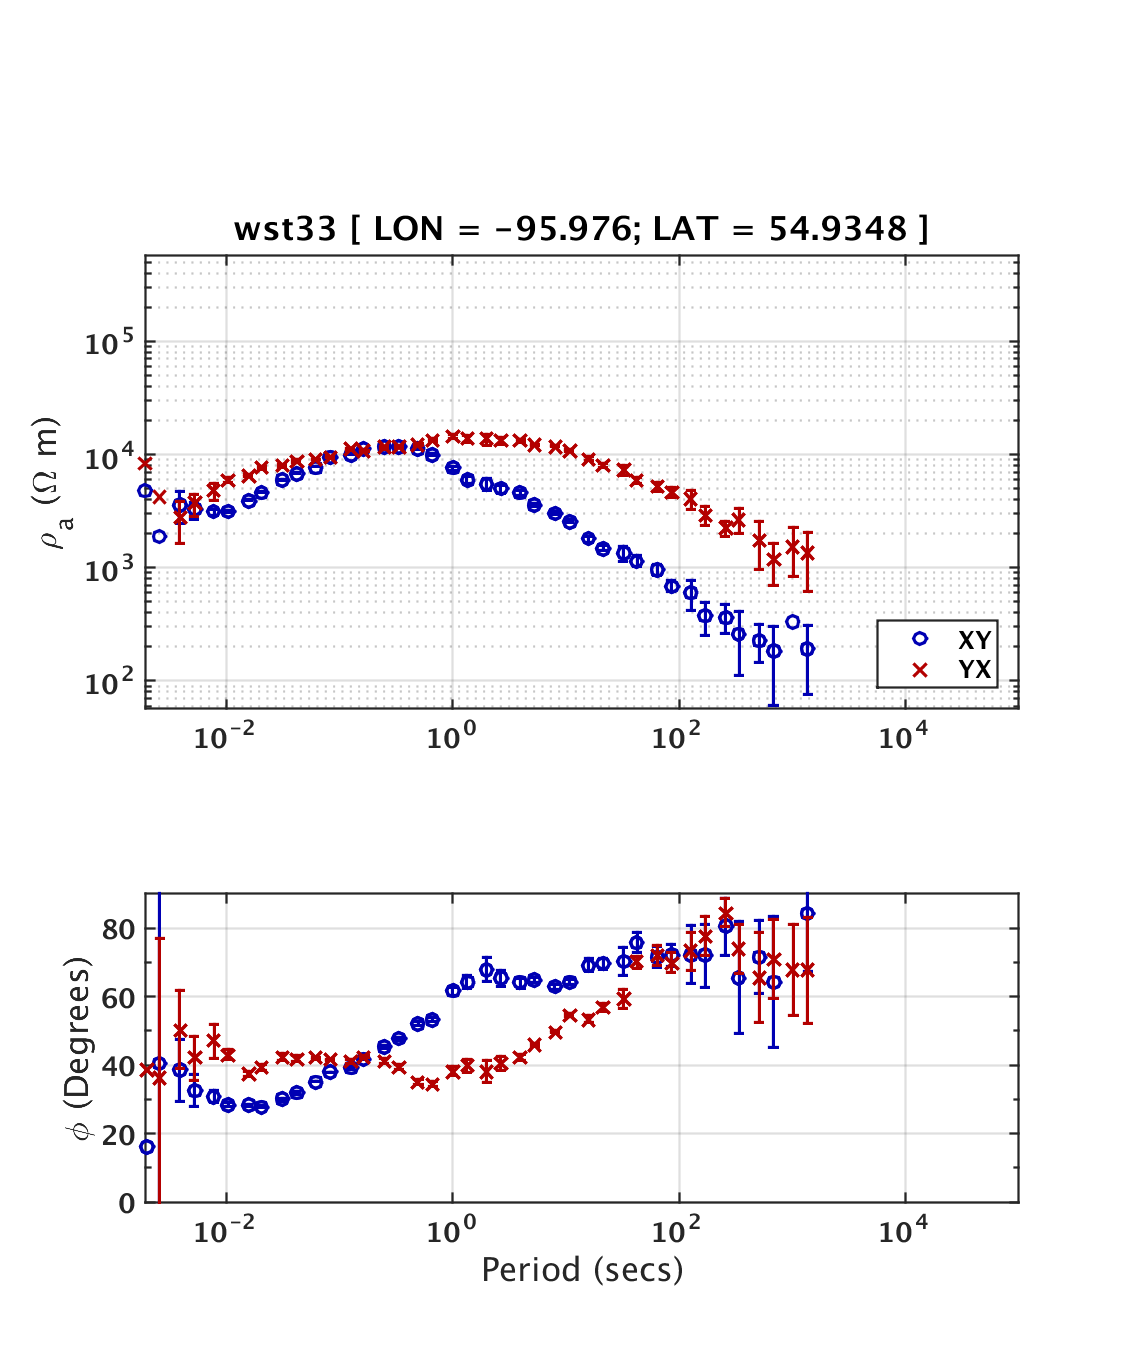 wst33 [ LON = -95.976; LAT = 54.9348 ]
10^5
10^4
10^3
10^2
ρ_a (Ω m)
XY
YX
10^-2 10^0 10^2 10^4
80
60
40
20
0
ϕ (Degrees)
10^-2 10^0 10^2 10^4
Period (secs)